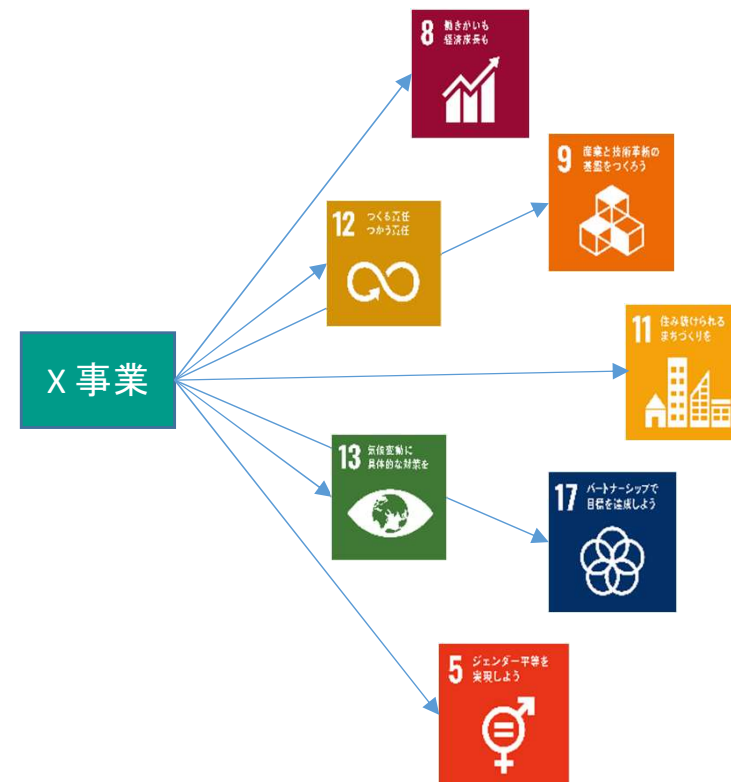 8 働きがいも
経済成長も
9 産業と技術革新の
基盤をつくろう
12 つくる責任
つかう責任
11 住み続けられる
まちづくりを
X 事業
13 気候変動に
具体的な対策を
17 パートナーシップで
目標を達成しよう
5 ジェンダー平等を
実現しよう